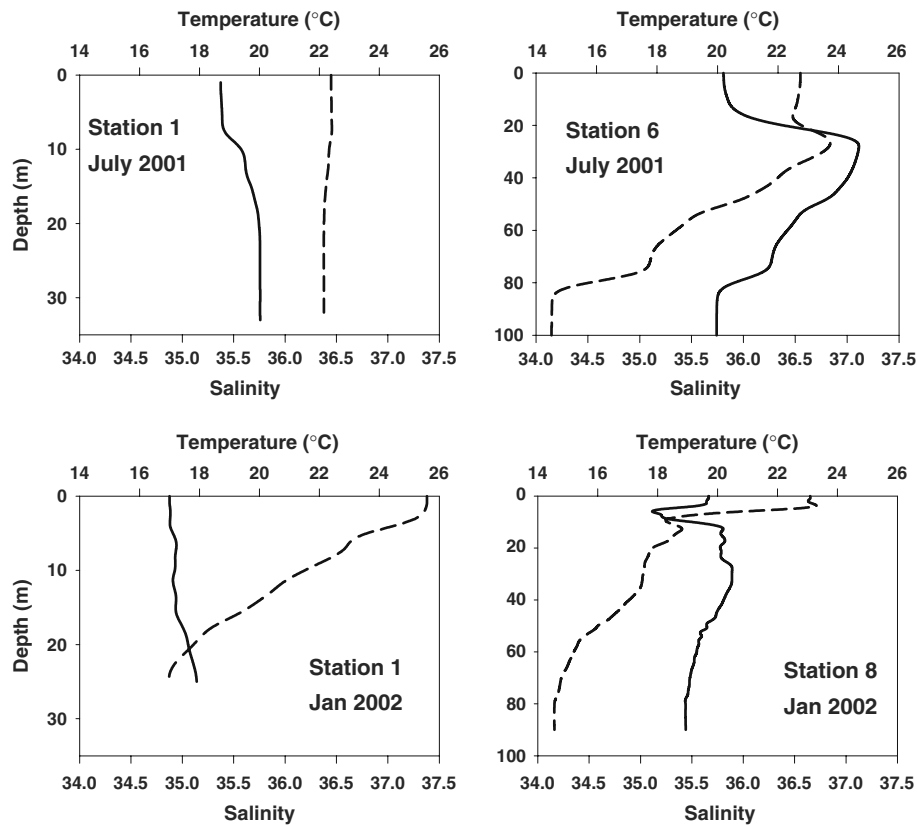 Temperature (°C)
14 16 18 20 22 24 26
0
10
20
30
Depth (m)
Station 1
July 2001
34.0 34.5 35.0 35.5 36.0 36.5 37.0 37.5
Salinity
Temperature (°C)
14 16 18 20 22 24 26
0
20
40
60
80
100
Station 6
July 2001
34.0 34.5 35.0 35.5 36.0 36.5 37.0 37.5
Salinity
Temperature (°C)
14 16 18 20 22 24 26
0
10
20
30
Depth (m)
Station 1
Jan 2002
34.0 34.5 35.0 35.5 36.0 36.5 37.0 37.5
Salinity
Temperature (°C)
14 16 18 20 22 24 26
0
20
40
60
80
100
Station 8
Jan 2002
34.0 34.5 35.0 35.5 36.0 36.5 37.0 37.5
Salinity